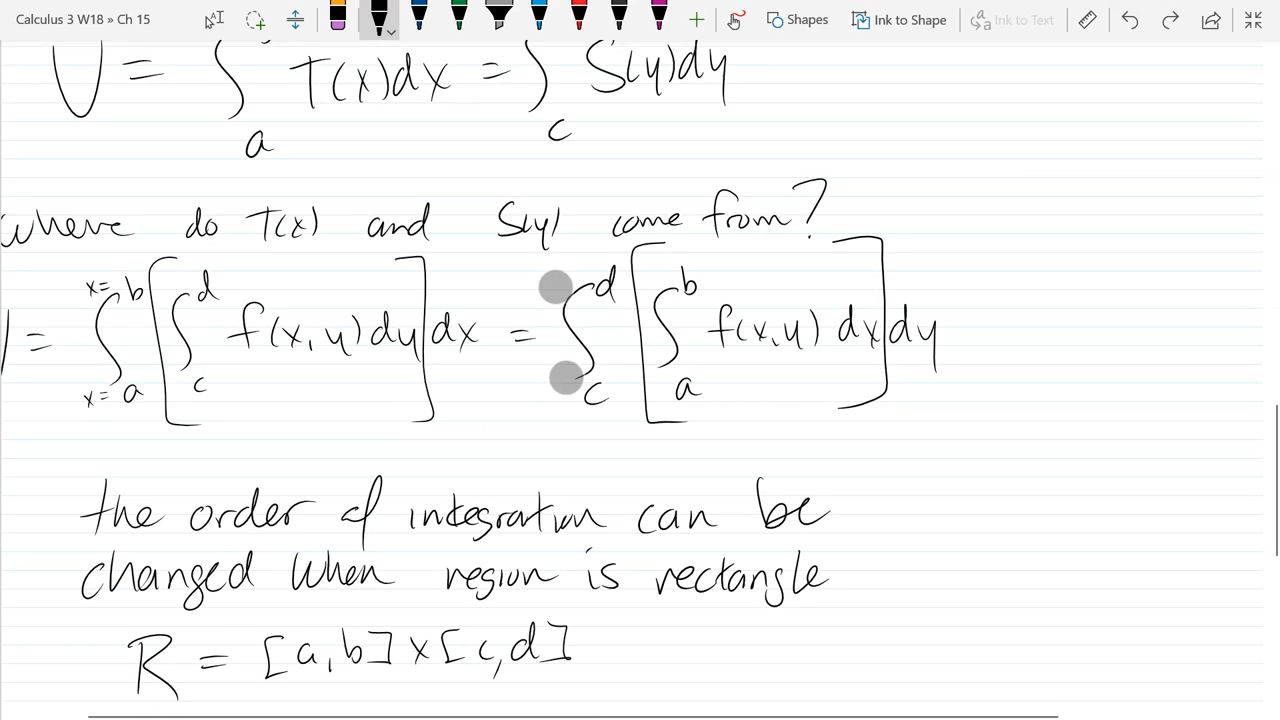 Calculus 3 W18 » Ch 15 Shapes Ink to Shape Ink to Text
V = ∫ₐ T(x)dx = ∫_c S(y)dy
where do T(x) and S(y) come from?
= ∫_{x=a}^{x=b} [∫_c^d f(x,y)dy]dx = ∫_c^d [∫_a^b f(x,y) dx]dy
the order of integration can be
changed when region is rectangle
R = [a,b] x [c,d]